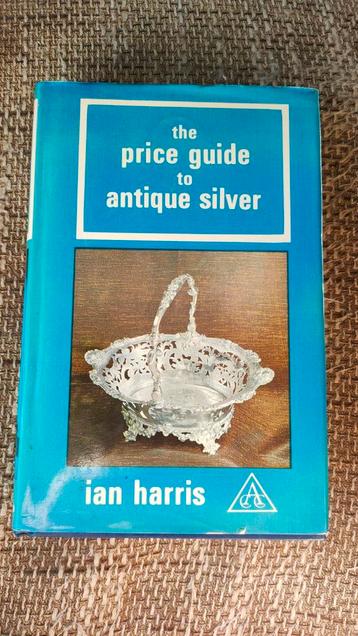 the
price guide
to
antique silver
ian harris